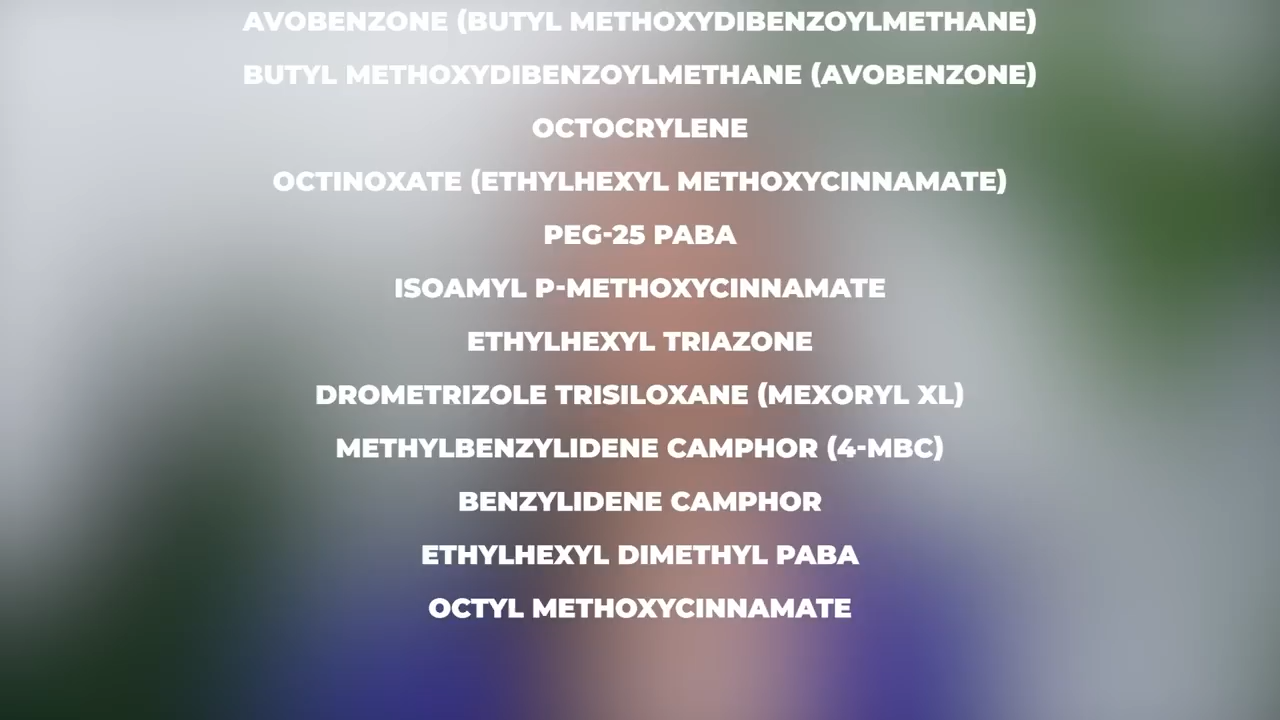 AVOBENZONE (BUTYL METHOXYDIBENZOYLMETHANE)
BUTYL METHOXYDIBENZOYLMETHANE (AVOBENZONE)
OCTOCRYLENE
OCTINOXATE (ETHYLHEXYL METHOXYCINNAMATE)
PEG-25 PABA
ISOAMYL P-METHOXYCINNAMATE
ETHYLHEXYL TRIAZONE
DROMETRIZOLE TRISILOXANE (MEXORYL XL)
METHYLBENZYLIDENE CAMPHOR (4-MBC)
BENZYLIDENE CAMPHOR
ETHYLHEXYL DIMETHYL PABA
OCTYL METHOXYCINNAMATE